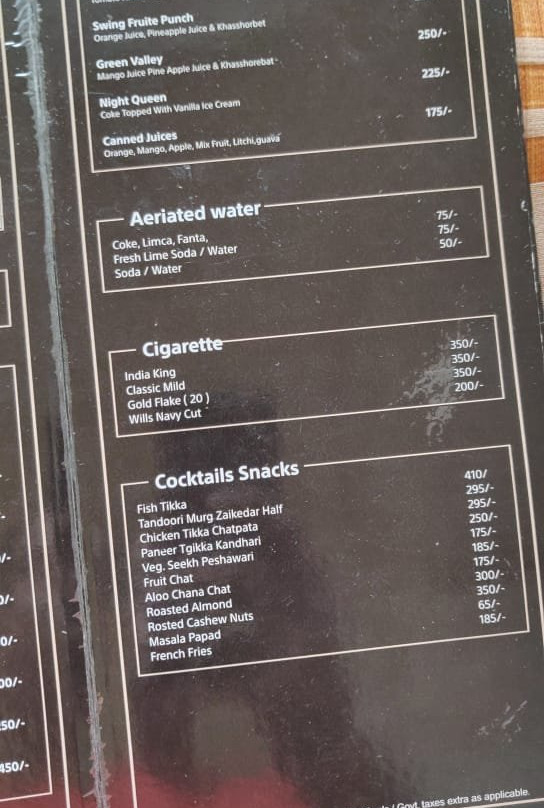 Swing Fruite Punch
Orange Juice, Pineapple Juice & Khasshorbet
250/-
Green Valley
Mango Juice Pine Apple Juice & Khasshorebat
225/-
Night Queen
Coke Topped With Vanilla Ice Cream
175/-
Canned Juices
Orange, Mango, Apple, Mix Fruit, Litchi,guava
Aeriated water
Coke, Limca, Fanta, 75/-
Fresh Lime Soda / Water 75/-
Soda / Water 50/-
Cigarette
India King 350/-
Classic Mild 350/-
Gold Flake ( 20 ) 350/-
Wills Navy Cut 200/-
Cocktails Snacks
Fish Tikka 410/
Tandoori Murg Zaikedar Half 295/-
Chicken Tikka Chatpata 295/-
Paneer Tgikka Kandhari 250/-
Veg. Seekh Peshawari 175/-
Fruit Chat 185/-
Aloo Chana Chat 175/-
Roasted Almond 300/-
Rosted Cashew Nuts 350/-
Masala Papad 65/-
French Fries 185/-
/-
0/-
0/-
00/-
50/-
450/-
/ Govt. taxes extra as applicable.